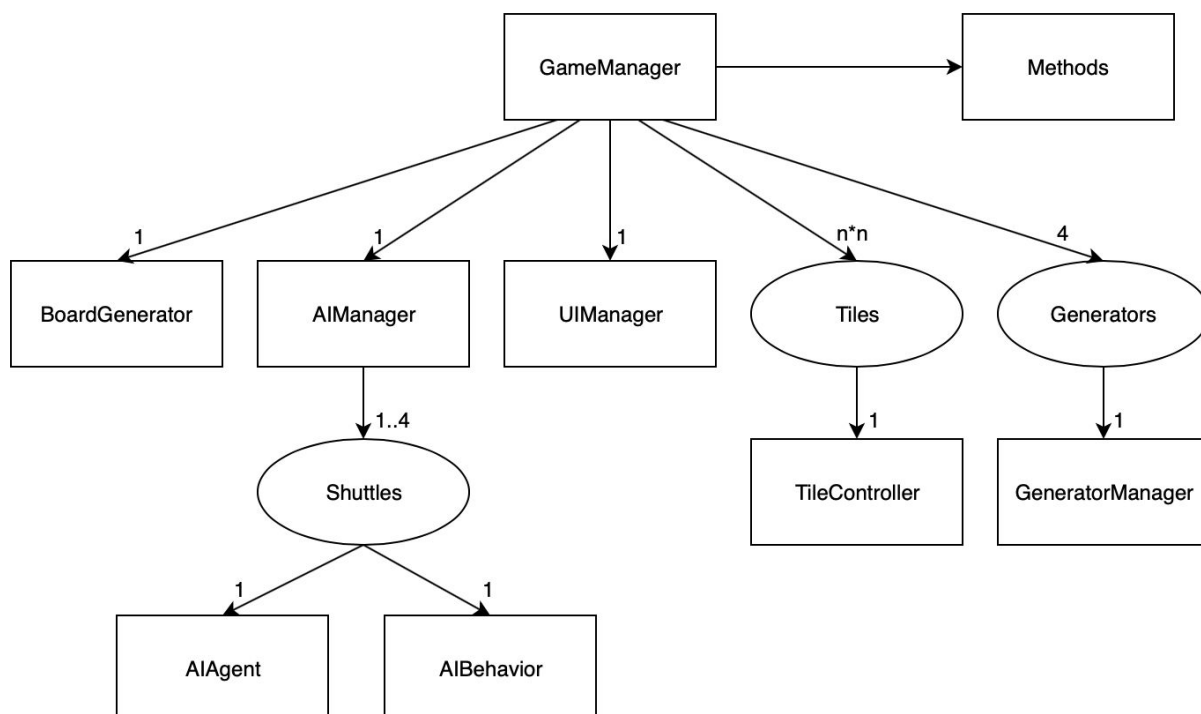 GameManager
Methods
1
1
1
n*n
4
BoardGenerator
AIManager
UIManager
Tiles
Generators
1..4
1
1
Shuttles
TileController
GeneratorManager
1
1
AIAgent
AIBehavior